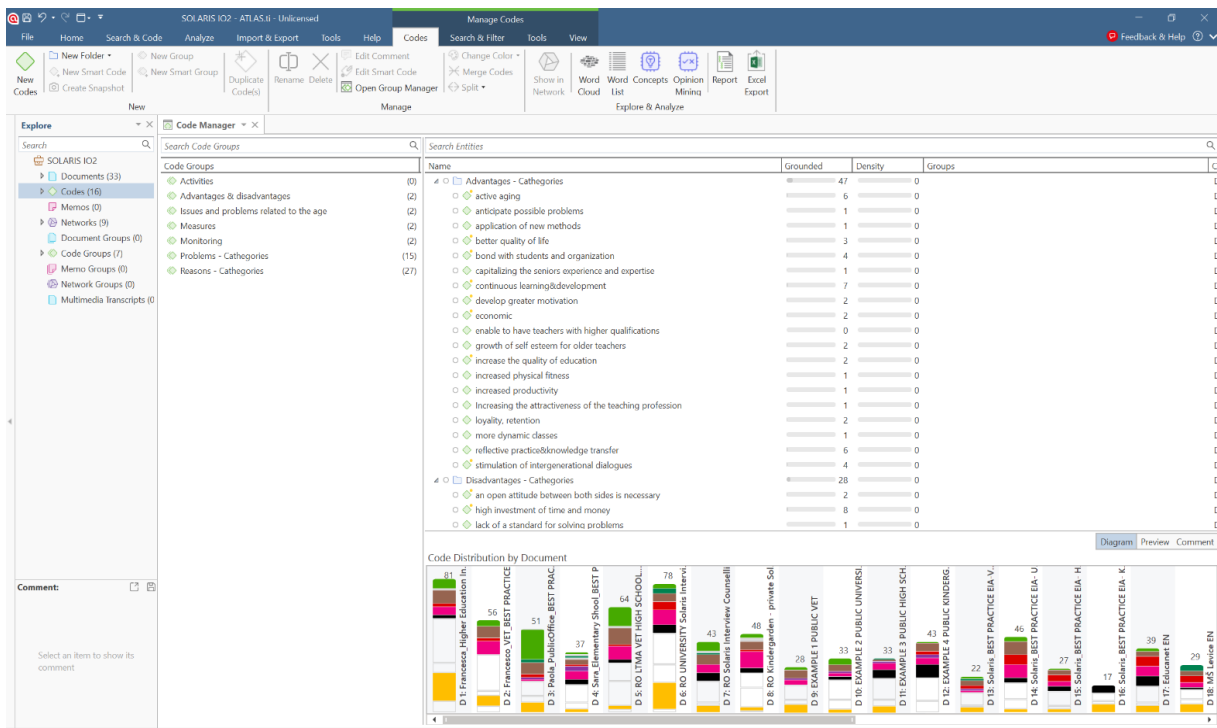 SOLARIS IO2 - ATLAS.ti - Unlicensed
Manage Codes
File Home Search & Code Analyze Import & Export Tools Help Codes Search & Filter Tools View
Feedback & Help
New Folder
New Smart Code
Create Snapshot
New Codes
New Group
New Smart Group
New
Duplicate Code(s)
Rename Delete
Edit Comment
Edit Smart Code
Open Group Manager
Change Color
Merge Codes
Split
Manage
Show in Network
Word Cloud
Word List
Concepts
Opinion Mining
Report
Excel Export
Explore & Analyze
Explore
Search
SOLARIS IO2
Documents (33)
Codes (16)
Memos (0)
Networks (9)
Document Groups (0)
Code Groups (7)
Memo Groups (0)
Network Groups (0)
Multimedia Transcripts (0
Comment:
Select an item to show its
comment
Code Manager
Search Code Groups
Code Groups
Activities (0)
Advantages & disadvantages (2)
Issues and problems related to the age (2)
Measures (2)
Monitoring (2)
Problems - Cathegories (15)
Reasons - Cathegories (27)
Search Entities
Name Grounded Density Groups
Advantages - Cathegories 47 0
active aging 6 0
anticipate possible problems 1 0
application of new methods 1 0
better quality of life 3 0
bond with students and organization 4 0
capitalizing the seniors experience and expertise 1 0
continuous learning&development 7 0
develop greater motivation 2 0
economic 2 0
enable to have teachers with higher qualifications 0 0
growth of self esteem for older teachers 2 0
increase the quality of education 2 0
increased physical fitness 1 0
increased productivity 1 0
Increasing the attractiveness of the teaching profession 1 0
loyality, retention 2 0
more dynamic classes 1 0
reflective practice&knowledge transfer 6 0
stimulation of intergenerational dialogues 4 0
Disadvantages - Cathegories 28 0
an open attitude between both sides is necessary 2 0
high investment of time and money 8 0
lack of a standard for solving problems 1 0
Diagram Preview Comment
Code Distribution by Document
81
D 1: Francesca_Higher Education In.
56
D 2: Francesco_VET_BEST PRACTICE
51
D 3: Paola_PublicOffice_BEST PRAC.
37
D 4: Sara_Elementary School_BEST P
64
D 5: RO LTMA VET HIGH SCHOOL...
78
D 6: RO UNIVERSITY Solaris Intervi.
43
D 7: RO Solaris Interview Counselli
48
D 8: RO Kindergarden - private Sol
28
D 9: EXAMPLE 1 PUBLIC VET
33
D 10: EXAMPLE 2 PUBLIC UNIVERSI.
33
D 11: EXAMPLE 3 PUBLIC HIGH SCH.
43
D 12: EXAMPLE 4 PUBLIC KINDERG.
22
D 13: Solaris_BEST PRACTICE EIA-V..
46
D 14: Solaris_BEST PRACTICE EIA- U
27
D 15: Solaris_BEST PRACTICE EIA- H
17
D 16: Solaris_BEST PRACTICE EIA- K.
39
D 17: Educanet EN
29
D 18: MŠ Levice EN